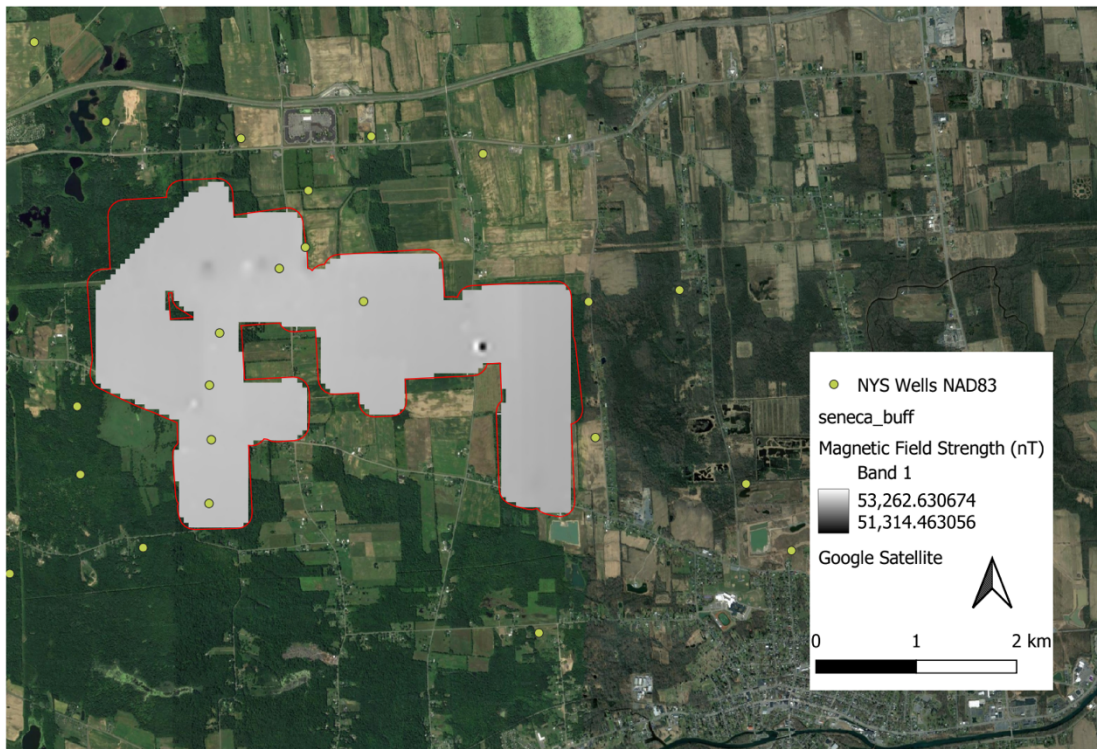 NYS Wells NAD83
seneca_buff
Magnetic Field Strength (nT)
Band 1
53,262.630674
51,314.463056
Google Satellite
0 1 2 km